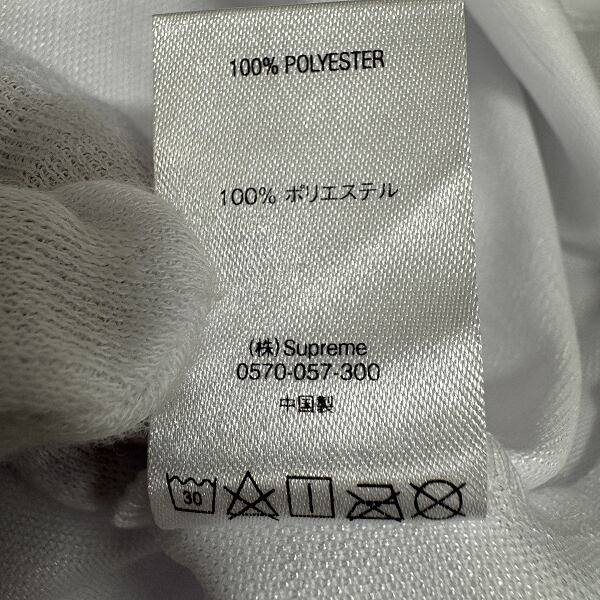 100% POLYESTER
100% ポリエステル
(株)Supreme
0570-057-300
中国製
30